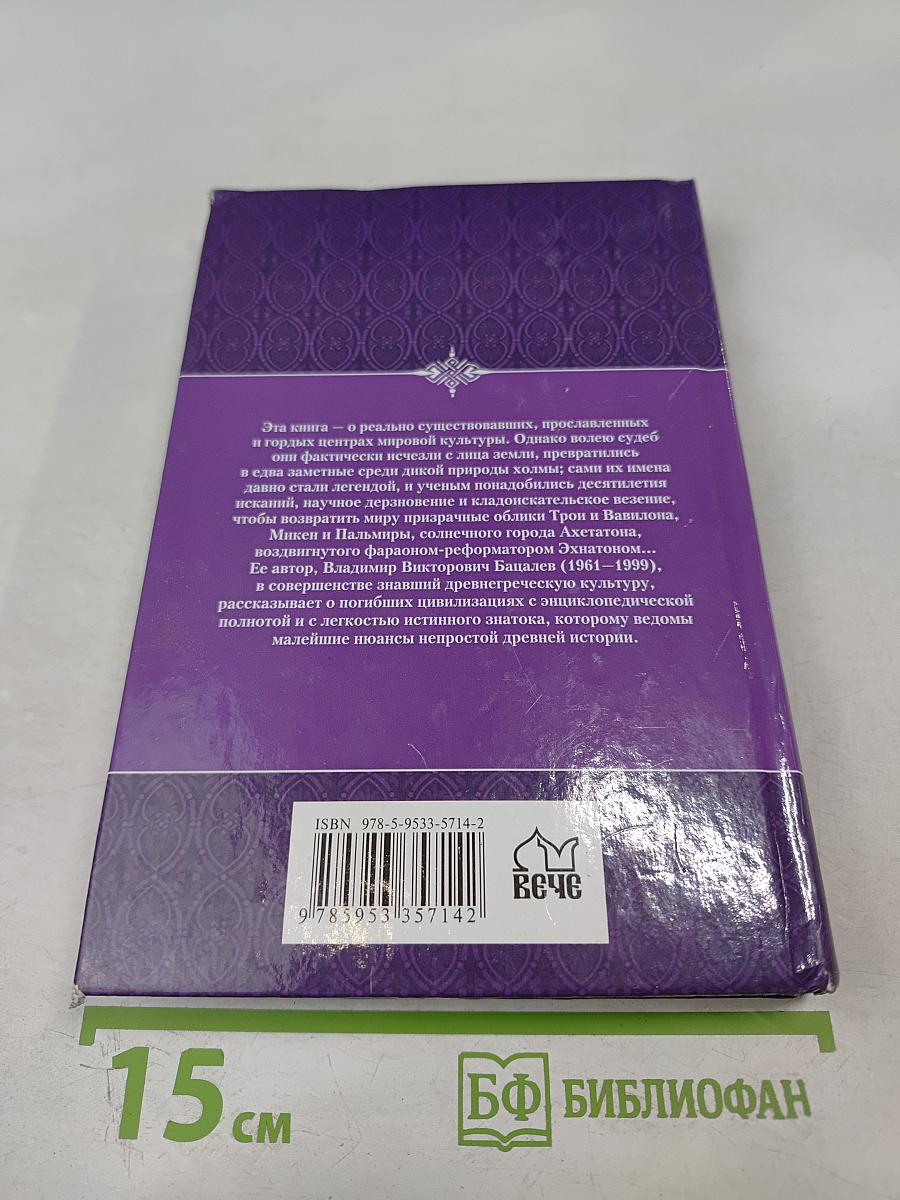 Эта книга — о реально существовавших, прославленных
и гордых центрах мировой культуры. Однако волею судеб
они фактически исчезли с лица земли, превратились
в едва заметные среди дикой природы холмы; сами их имена
давно стали легендой, и ученым понадобились десятилетия
исканий, научное дерзновение и кладоискательское везение,
чтобы возвратить миру призрачные облики Трои и Вавилона,
Микен и Пальмиры, солнечного города Ахетатона,
воздвигнутого фараоном-реформатором Эхнатоном...
Ее автор, Владимир Викторович Бацалев (1961—1999),
в совершенстве знавший древнегреческую культуру,
рассказывает о погибших цивилизациях с энциклопедической
полнотой и с легкостью истинного знатока, которому ведомы
малейшие нюансы непростой древней истории.
ISBN 978-5-9533-5714-2
ВЕЧЕ
9 785953 357142
15 см
БФ БИБЛИОФАН